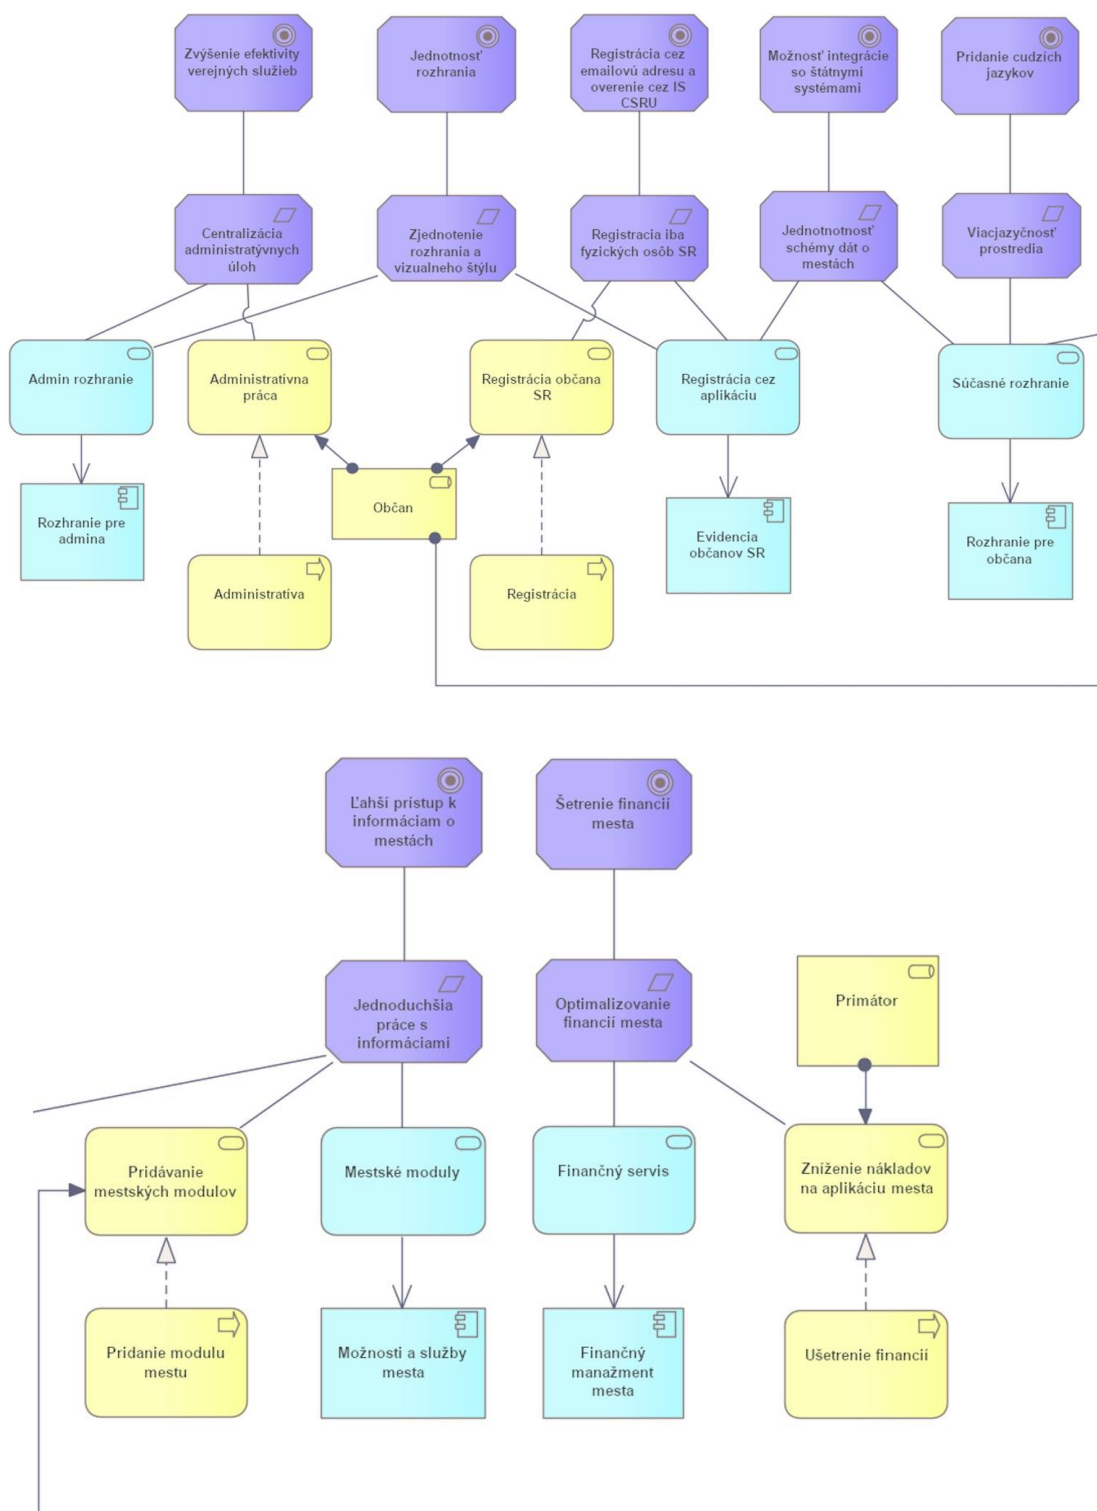 Zvýšenie efektivity
verejných služieb
Jednotnosť
rozhrania
Registrácia cez
emailovú adresu a
overenie cez IS
CSRU
Možnosť integrácie
so štátnymi
systémami
Pridanie cudzích
jazykov
Centralizácia
administratývnych
úloh
Zjednotenie
rozhrania a
vizualneho štýlu
Registracia iba
fyzických osôb SR
Jednotnotnosť
schémy dát o
mestách
Viacjazyčnosť
prostredia
Admin rozhranie
Administratívna
práca
Registrácia občana
SR
Registrácia cez
aplikáciu
Súčasné rozhranie
Rozhranie pre
admina
Občan
Evidencia
občanov SR
Rozhranie pre
občana
Administratíva
Registrácia
Ľahší prístup k
informáciam o
mestách
Šetrenie financií
mesta
Jednoduchšia
práce s
informáciami
Optimalizovanie
financií mesta
Primátor
Pridávanie
mestských modulov
Mestské moduly
Finančný servis
Zníženie nákladov
na aplikáciu mesta
Pridanie modulu
mestu
Možnosti a služby
mesta
Finančný
manažment
mesta
Ušetrenie financií